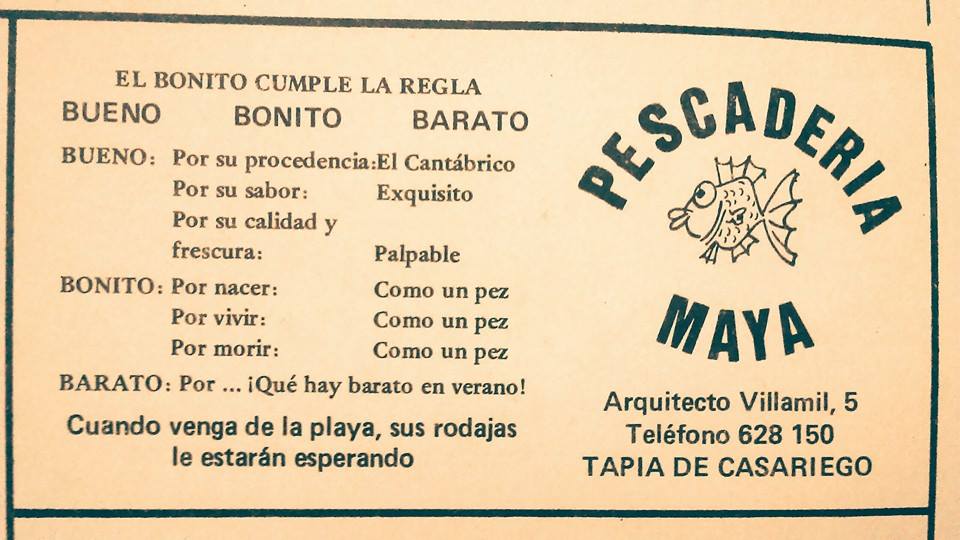 EL BONITO CUMPLE LA REGLA
BUENO BONITO BARATO
BUENO: Por su procedencia:El Cantábrico
Por su sabor: Exquisito
Por su calidad y
frescura: Palpable
BONITO: Por nacer: Como un pez
Por vivir: Como un pez
Por morir: Como un pez
BARATO: Por ... ¡Qué hay barato en verano!
Cuando venga de la playa, sus rodajas
le estarán esperando
PESCADERIA
MAYA
Arquitecto Villamil, 5
Teléfono 628 150
TAPIA DE CASARIEGO